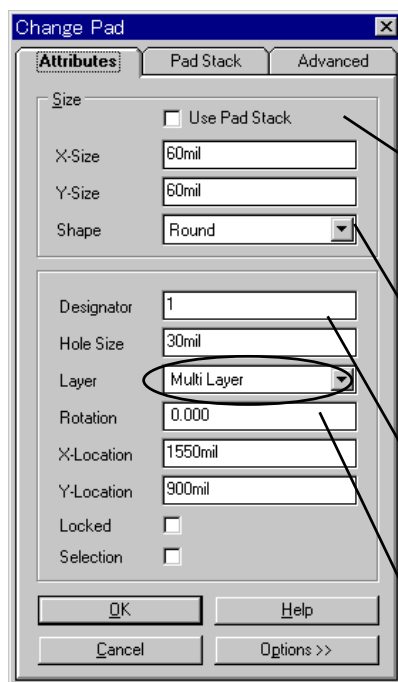 Change Pad
Attributes Pad Stack Advanced
Size
Use Pad Stack
X-Size 60mil
Y-Size 60mil
Shape Round
Designator 1
Hole Size 30mil
Layer Multi Layer
Rotation 0.000
X-Location 1550mil
Y-Location 900mil
Locked
Selection
OK Help
Cancel Options >>